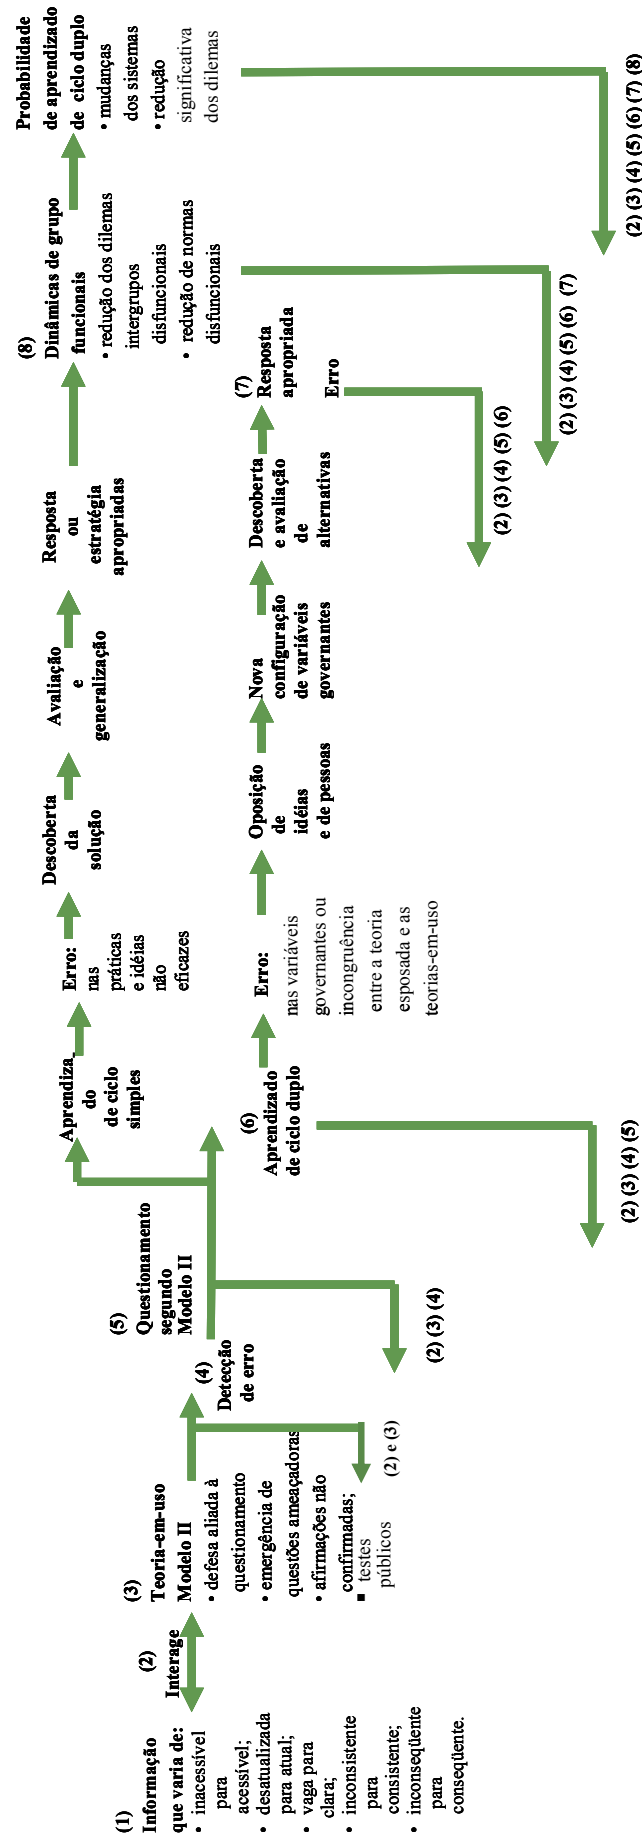 (1)
Informação
que varia de:
• inacessível
para
acessível;
• desatualizada
para atual;
• vaga para
clara;
• inconsistente
para
consistente;
• inconseqüente
para
conseqüente.
(2)
Interage
(3)
Teoria-em-uso
Modelo II
• defesa aliada à
questionamento
• emergência de
questões ameaçadoras
• afirmações não
confirmadas;
▪ testes
públicos
(2) e (3)
(4)
Detecção
de erro
(5)
Questionamento
segundo
Modelo II
(2) (3) (4)
Aprendiza
do
de ciclo
simples
Erro:
nas
práticas
e idéias
não
eficazes
Descoberta
da
solução
Avaliação
e
generalização
Resposta
ou
estratégia
apropriadas
(8)
Dinâmicas de grupo
funcionais
• redução dos dilemas
intergrupos
disfuncionais
• redução de normas
disfuncionais
Probabilidade
de aprendizado
de ciclo duplo
• mudanças
dos sistemas
• redução
significativa
dos dilemas
(6)
Aprendizado
de ciclo duplo
Erro:
nas variáveis
governantes ou
incongruência
entre a teoria
esposada e as
teorias-em-uso
Oposição
de
idéias
e de pessoas
Nova
configuração
de variáveis
governantes
Descoberta
e avaliação
de
alternativas
(7)
Resposta
apropriada
Erro
(2) (3) (4) (5)
(2) (3) (4) (5) (6)
(2) (3) (4) (5) (6) (7)
(2) (3) (4) (5) (6) (7) (8)